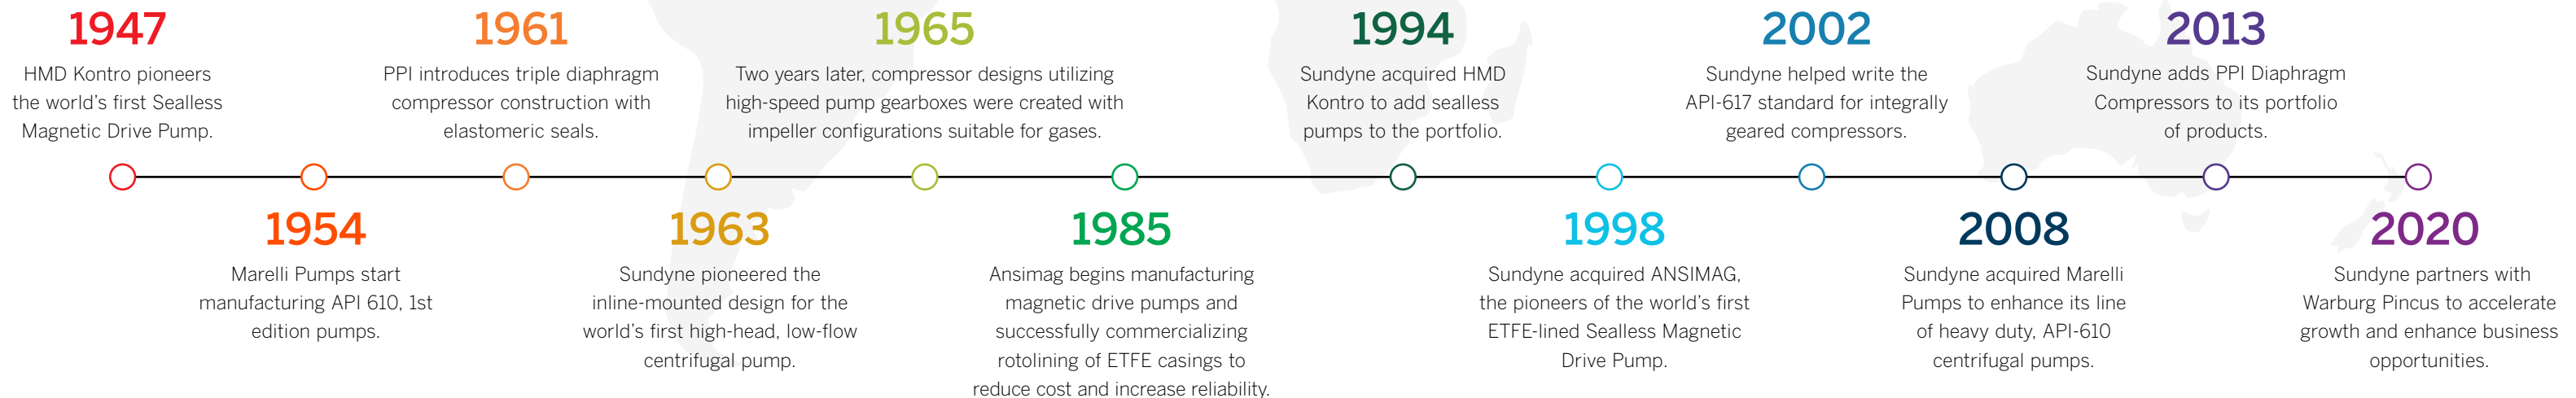 1947
HMD Kontro pioneers
the world's first Sealless
Magnetic Drive Pump.
1954
Marelli Pumps start
manufacturing API 610, 1st
edition pumps.
1961
PPI introduces triple diaphragm
compressor construction with
elastomeric seals.
1963
Sundyne pioneered the
inline-mounted design for the
world's first high-head, low-flow
centrifugal pump.
1965
Two years later, compressor designs utilizing
high-speed pump gearboxes were created with
impeller configurations suitable for gases.
1985
Ansimag begins manufacturing
magnetic drive pumps and
successfully commercializing
rotolining of ETFE casings to
reduce cost and increase reliability.
1994
Sundyne acquired HMD
Kontro to add sealless
pumps to the portfolio.
1998
Sundyne acquired ANSIMAG,
the pioneers of the world's first
ETFE-lined Sealless Magnetic
Drive Pump.
2002
Sundyne helped write the
API-617 standard for integrally
geared compressors.
2008
Sundyne acquired Marelli
Pumps to enhance its line
of heavy duty, API-610
centrifugal pumps.
2013
Sundyne adds PPI Diaphragm
Compressors to its portfolio
of products.
2020
Sundyne partners with
Warburg Pincus to accelerate
growth and enhance business
opportunities.